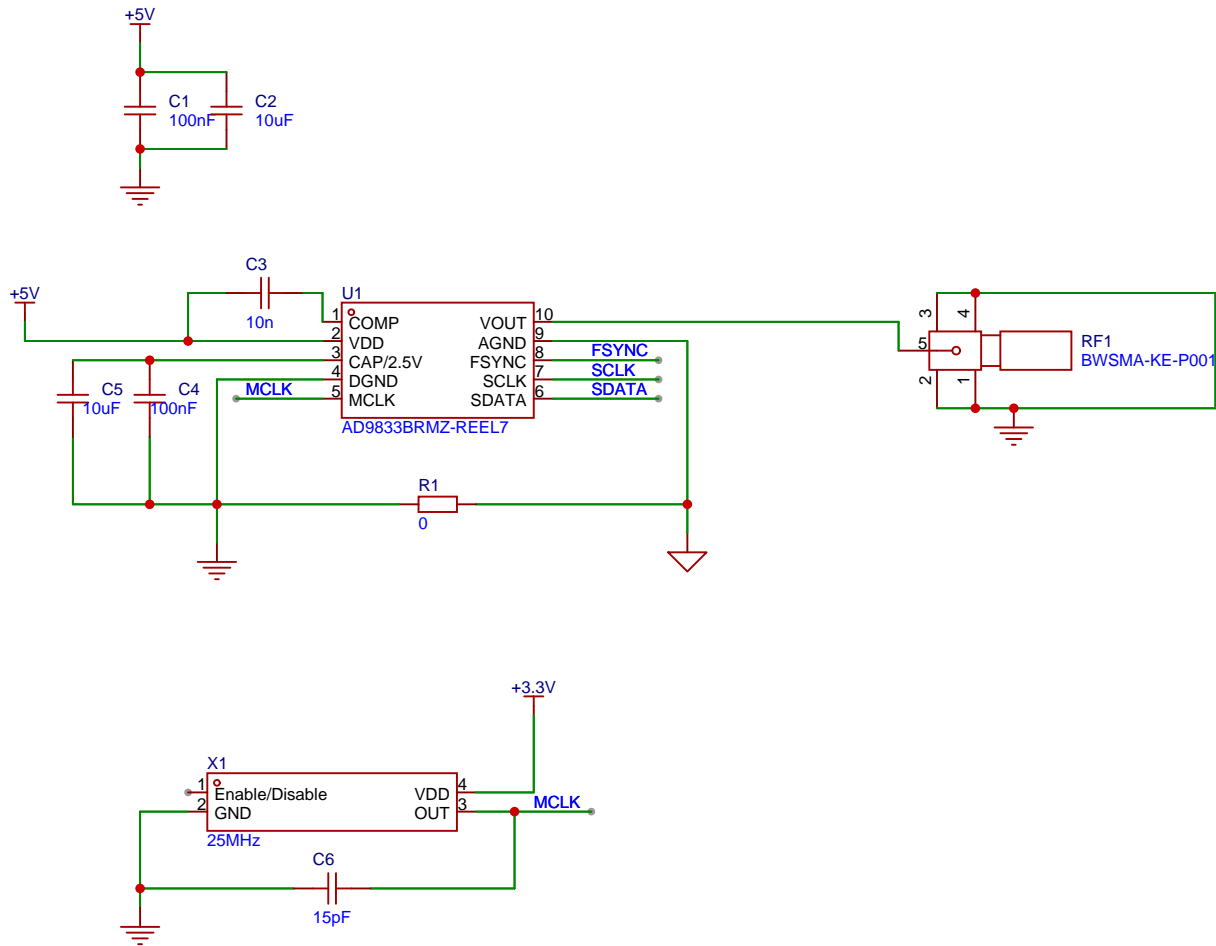 +5V
C1
100nF
C2
10uF
C3
10n
+5V
U1
1
COMP
2
VDD
3
CAP/2.5V
4
DGND
5
MCLK
MCLK
10
VOUT
9
AGND
8
FSYNC
FSYNC
7
SCLK
SCLK
6
SDATA
SDATA
AD9833BRMZ-REEL7
C5
10uF
C4
100nF
R1
0
3
4
5
2
1
RF1
BWSMA-KE-P001
+3.3V
X1
1
Enable/Disable
2
GND
4
VDD
3
OUT
MCLK
25MHz
C6
15pF